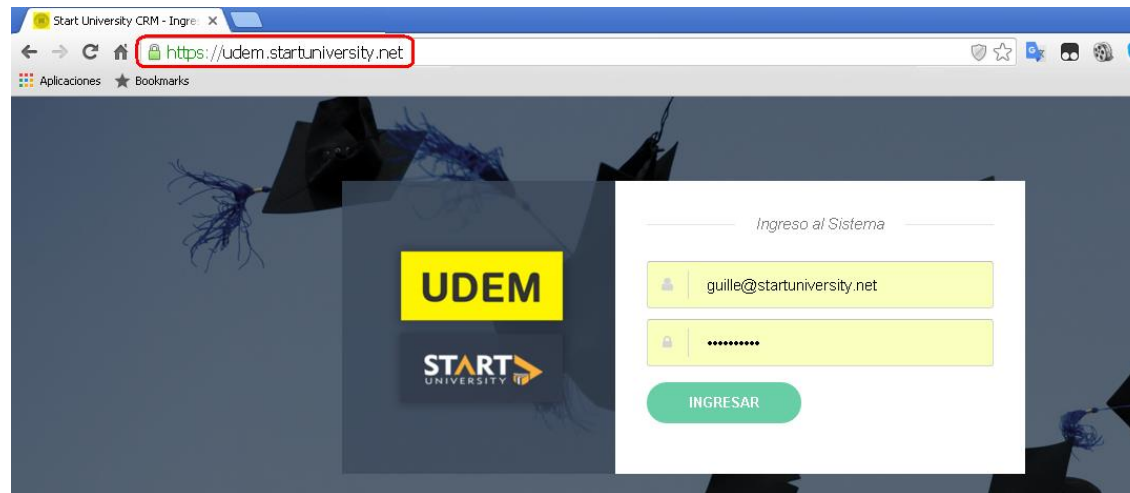 Start University CRM - Ingre
https://udem.startuniversity.net
Aplicaciones
Bookmarks
Ingreso al Sistema
UDEM
guille@startuniversity.net
••••••••••
START
UNIVERSITY
INGRESAR